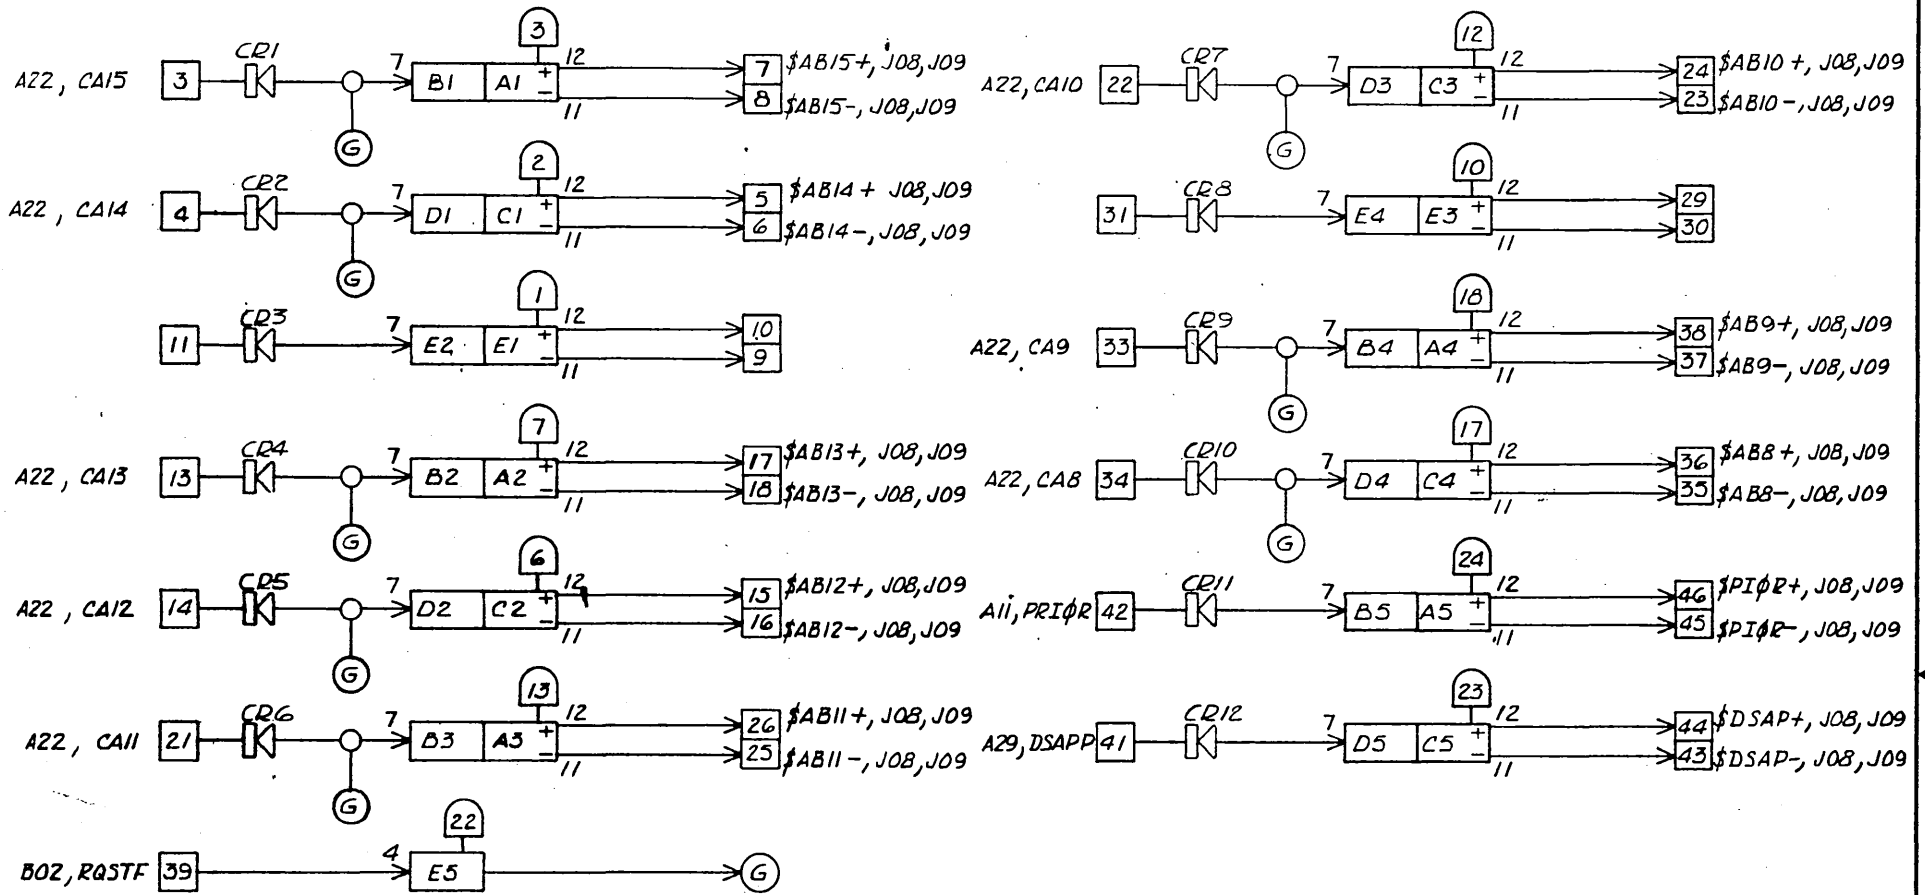 3
CR1
7
12
A22, CA15
3
B1
A1
+
-
11
7
8
$AB15+, J08, J09
$AB15-, J08, J09
G
2
CR2
7
12
A22, CA14
4
D1
C1
+
-
11
5
6
$AB14+ J08, J09
$AB14-, J08, J09
G
1
CR3
7
12
11
E2
E1
+
-
11
10
9
7
CR4
7
12
A22, CA13
13
B2
A2
+
-
11
17
18
$AB13+, J08, J09
$AB13-, J08, J09
G
6
CR5
7
12
A22, CA12
14
D2
C2
+
-
11
15
16
$AB12+, J08, J09
$AB12-, J08, J09
G
13
CR6
7
12
A22, CA11
21
B3
A3
+
-
11
26
25
$AB11+, J08, J09
$AB11-, J08, J09
G
22
B02, RQSTF
39
4
E5
G
12
CR7
7
12
A22, CA10
22
D3
C3
+
-
11
24
23
$AB10+, J08, J09
$AB10-, J08, J09
G
10
CR8
7
12
31
E4
E3
+
-
11
29
30
18
CR9
7
12
A22, CA9
33
B4
A4
+
-
11
38
37
$AB9+, J08, J09
$AB9-, J08, J09
G
17
CR10
7
12
A22, CA8
34
D4
C4
+
-
11
36
35
$AB8+, J08, J09
$AB8-, J08, J09
G
24
CR11
7
12
A11, PRIØR
42
B5
A5
+
-
11
46
45
$PIØR+, J08, J09
$PIØR-, J08, J09
23
CR12
7
12
A29, DSAPP
41
D5
C5
+
-
11
44
43
$DSAP+, J08, J09
$DSAP-, J08, J09